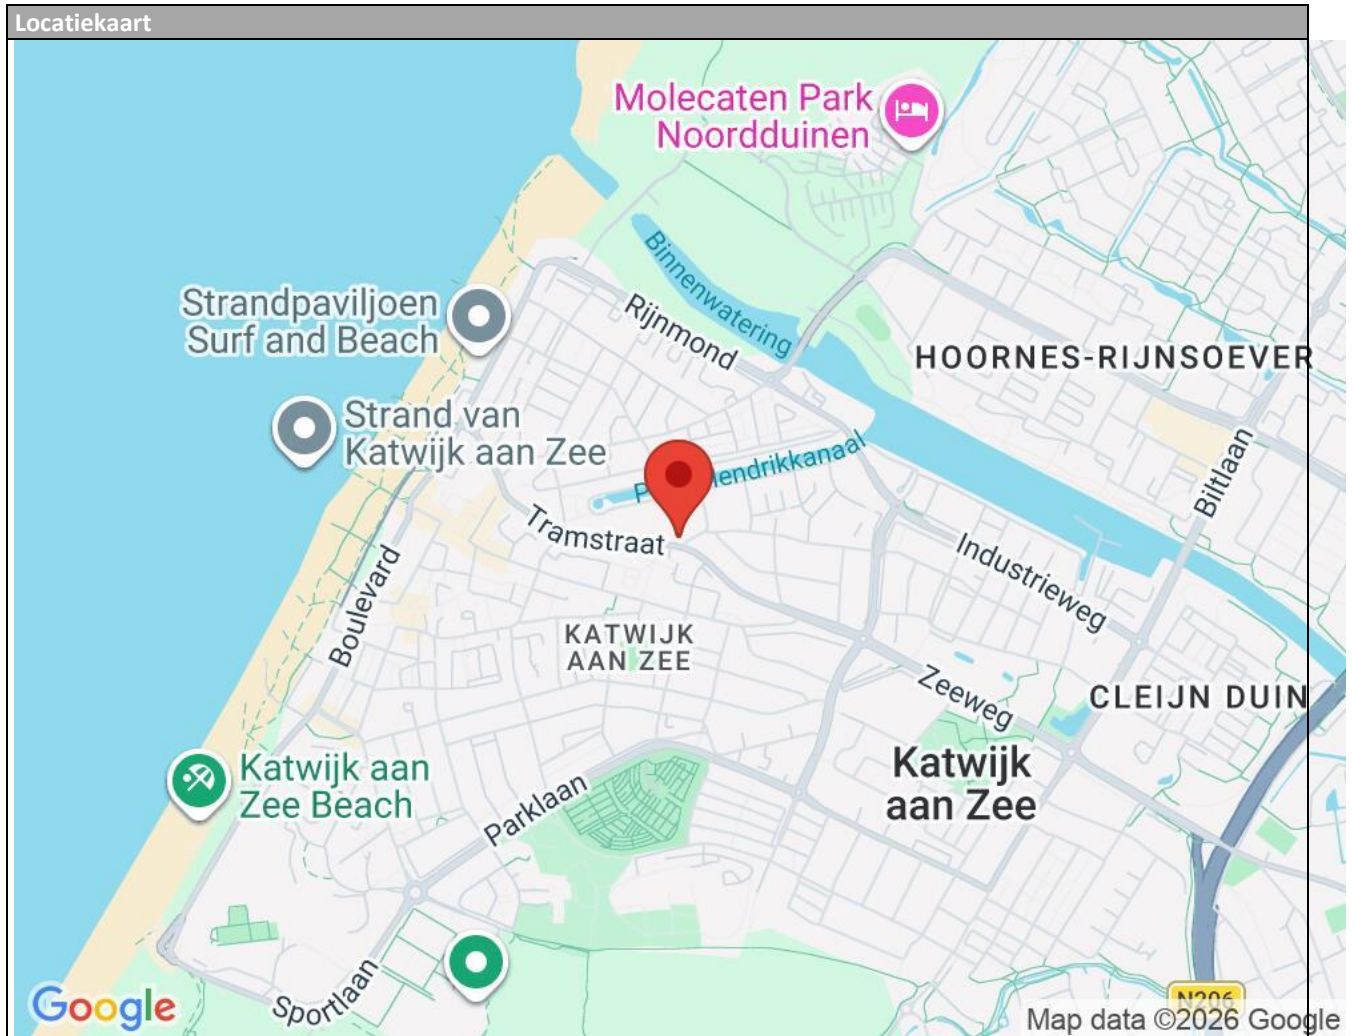 Locatiekaart
Molecaten Park
Noordduinen
Binnenwatering
Strandpaviljoen
Surf and Beach
Rijnmond
HOORNES-RIJNSOEVER
Strand van
Katwijk aan Zee
Biltlaan
Tramstraat
Industrieweg
Boulevard
KATWIJK
AAN ZEE
Zeeweg
CLEIJN DUIN
Katwijk
aan Zee
Katwijk aan
Zee Beach
Parklaan
Sportlaan
N206
Google
Map data ©2026 Google